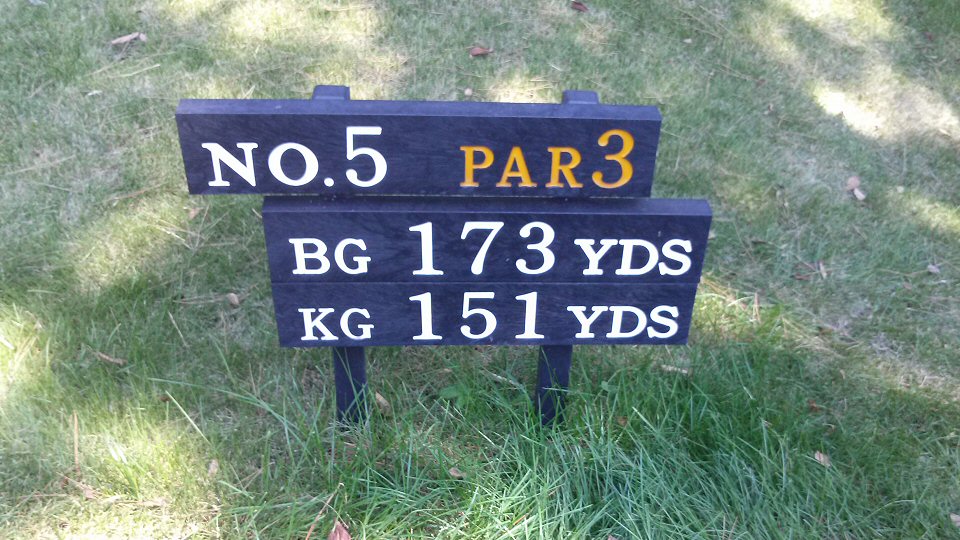 NO.5 PAR3
BG 173 YDS
KG 151 YDS